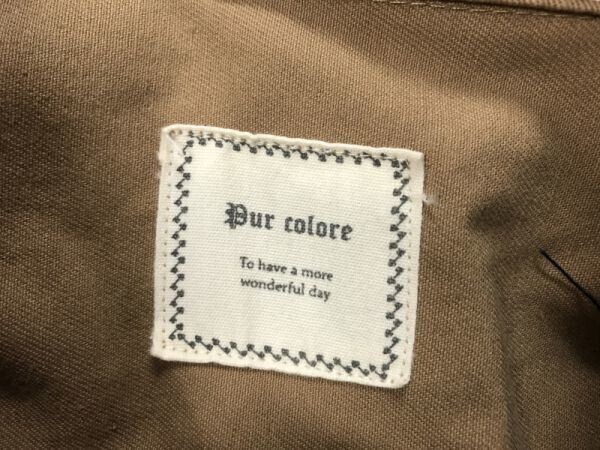 Pur colore
To have a more
wonderful day